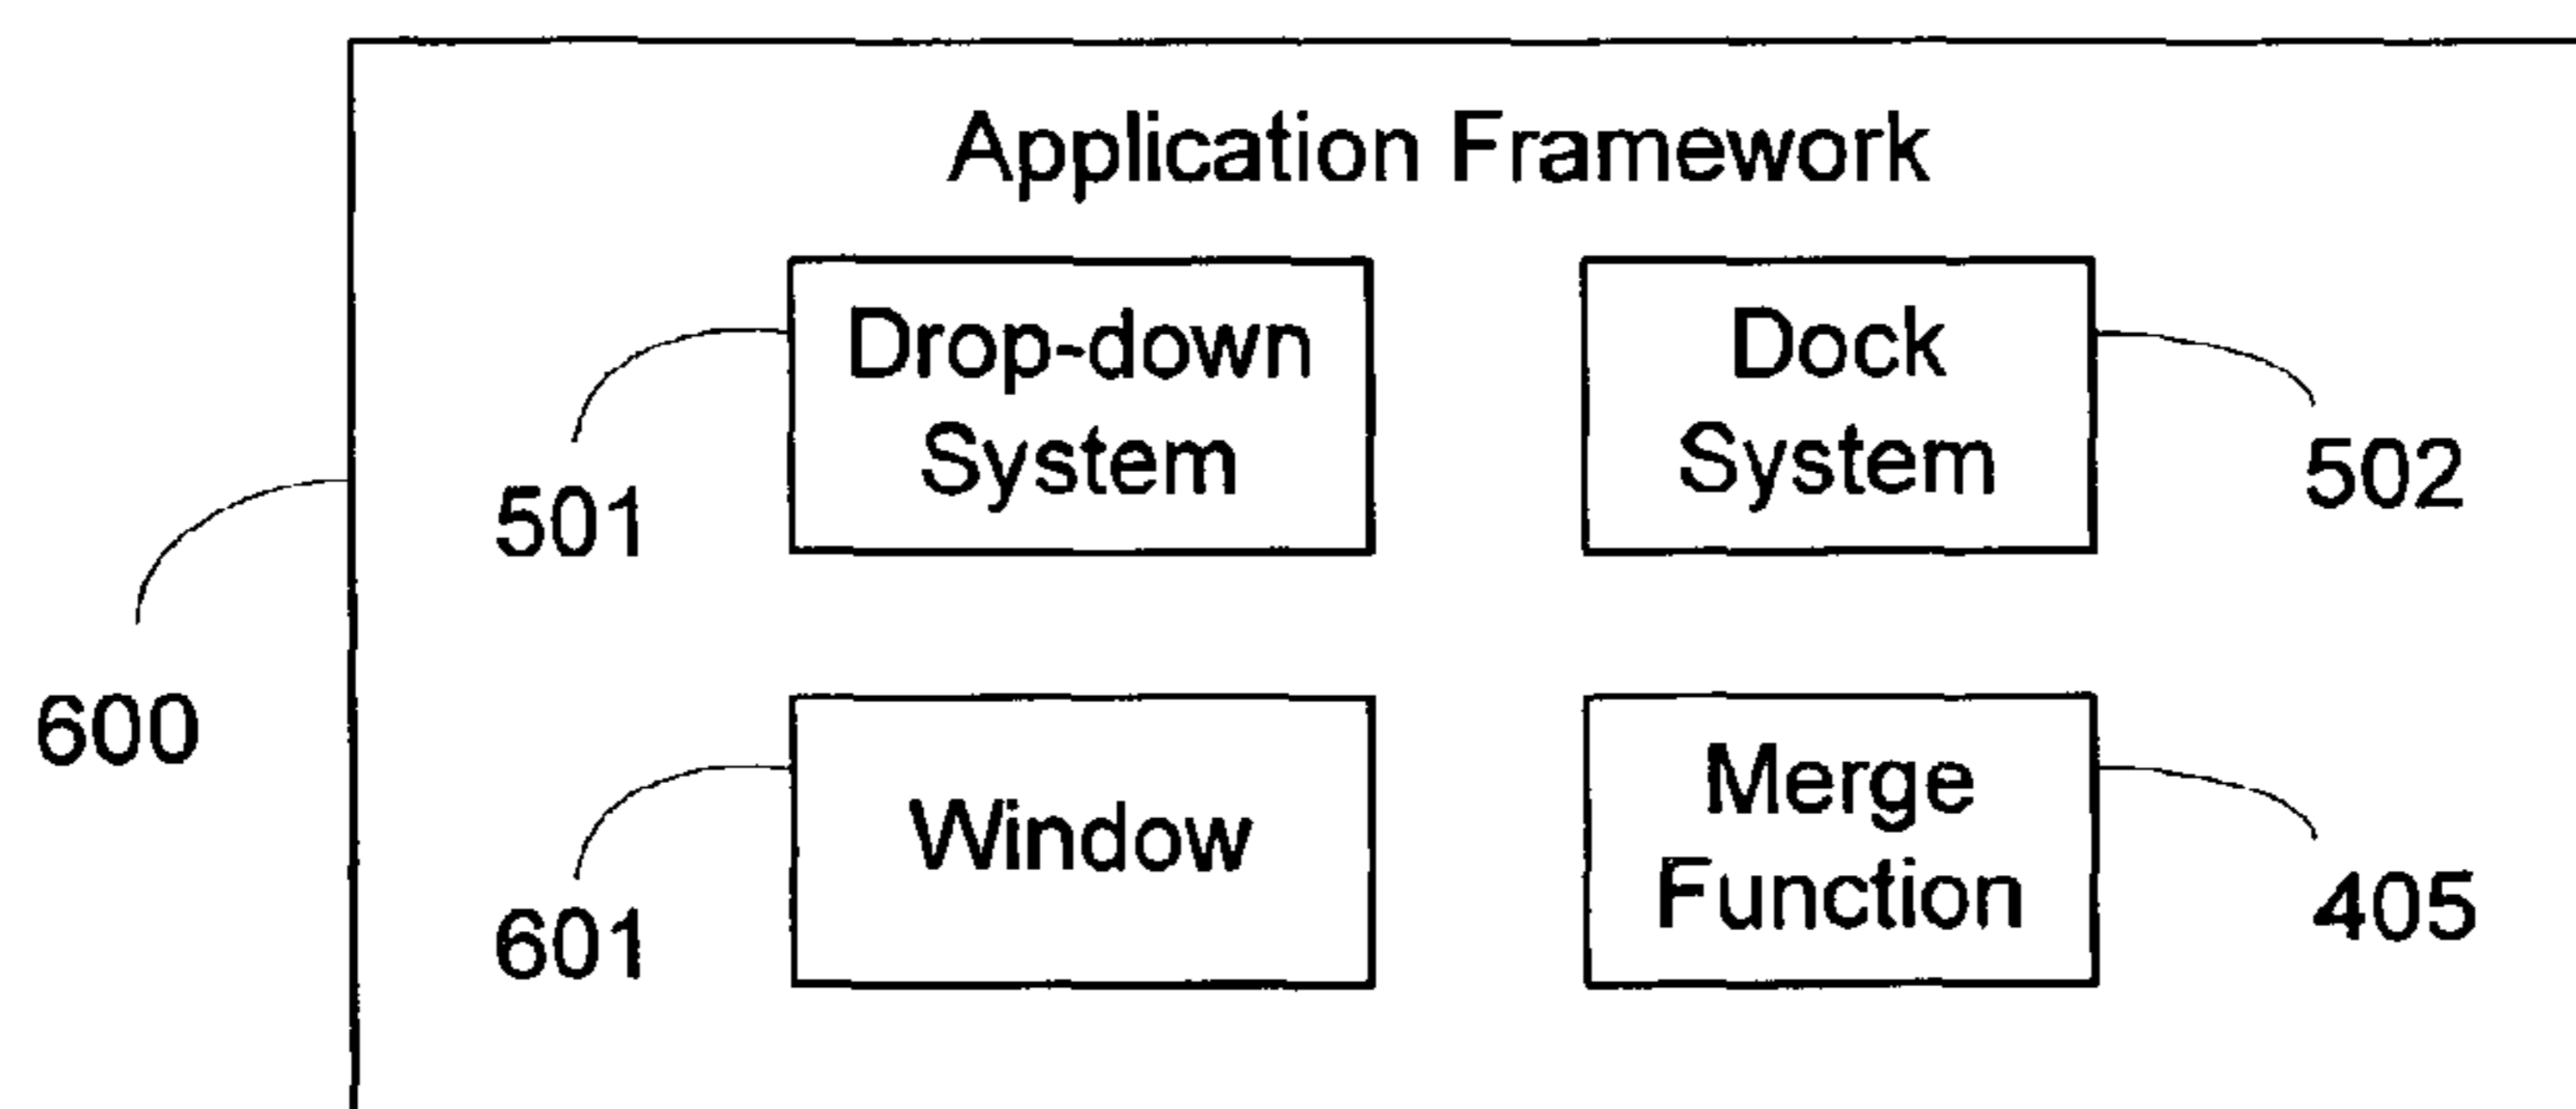 Application Framework
Drop-down
System
501
Dock
System
502
600
Window
601
Merge
Function
405